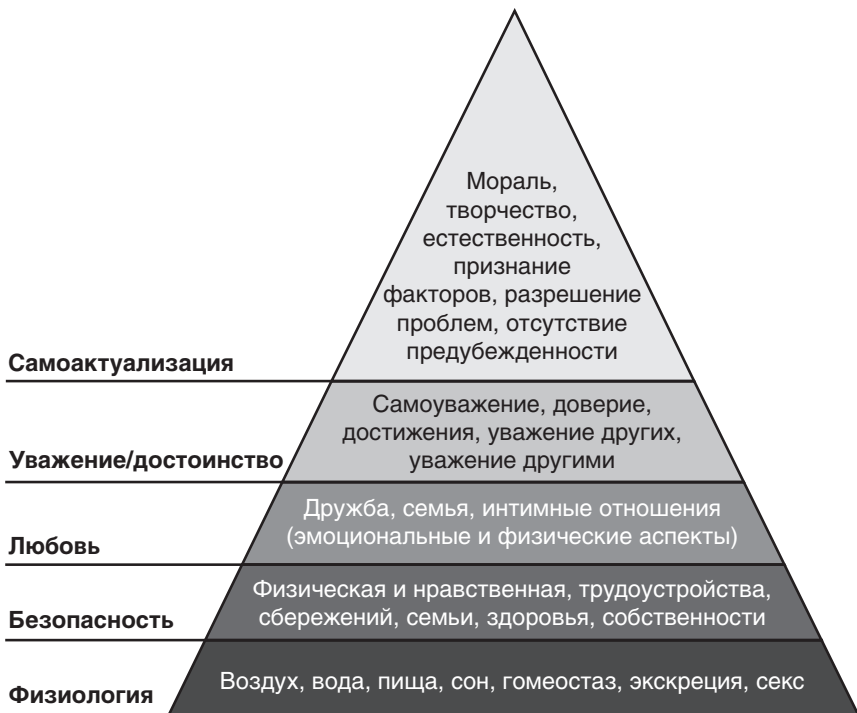 Мораль,
творчество,
естественность,
признание
факторов, разрешение
проблем, отсутствие
предубежденности
Самоактуализация
Самоуважение, доверие,
достижения, уважение других,
уважение другими
Уважение/достоинство
Дружба, семья, интимные отношения
(эмоциональные и физические аспекты)
Любовь
Физическая и нравственная, трудоустройства,
сбережений, семьи, здоровья, собственности
Безопасность
Воздух, вода, пища, сон, гомеостаз, экскреция, секс
Физиология